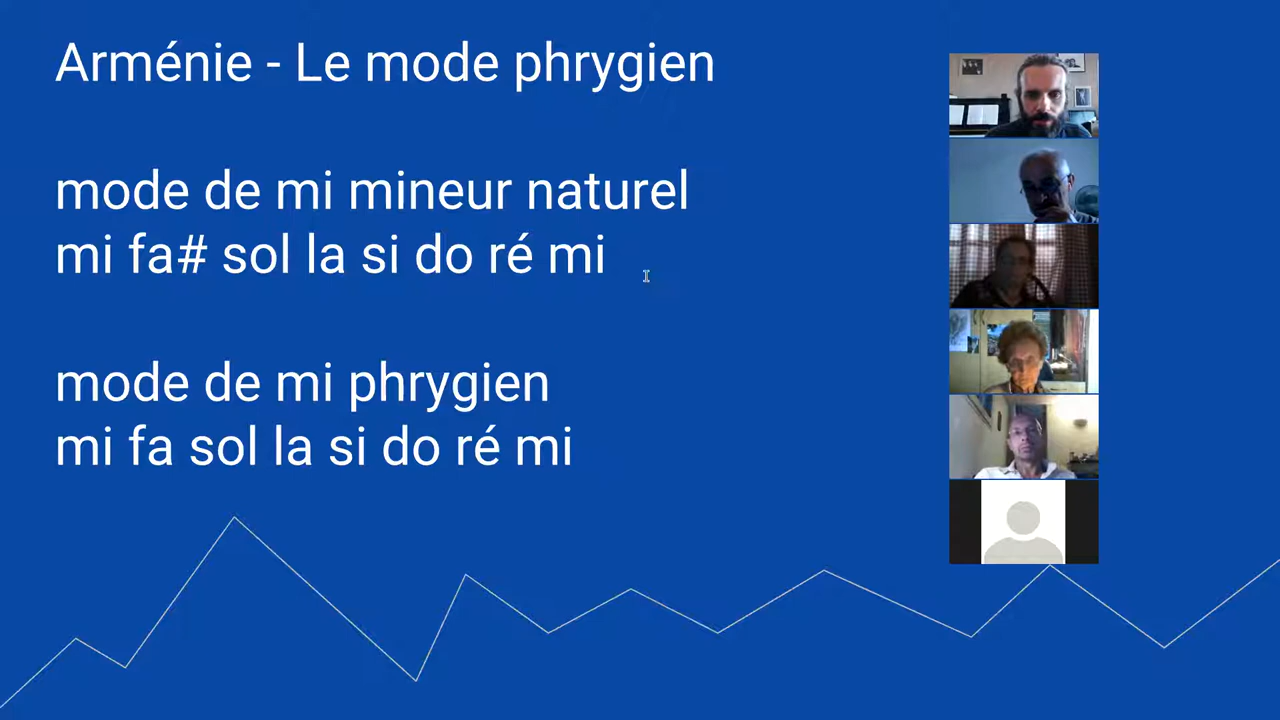 Arménie - Le mode phrygien
mode de mi mineur naturel
mi fa# sol la si do ré mi
mode de mi phrygien
mi fa sol la si do ré mi